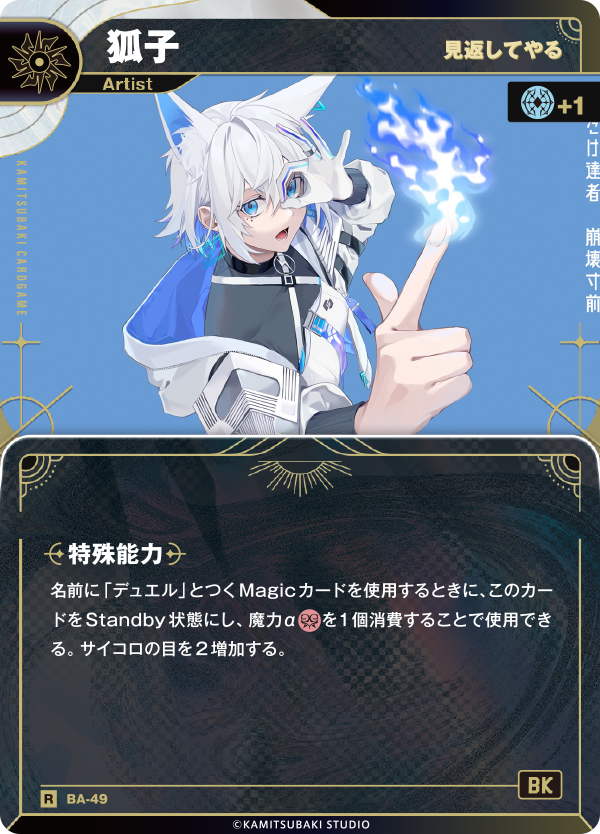 狐子
見返してやる
Artist
+1
KAMITSUBAKI CARDGAME
だけ達者 崩壊寸前
特殊能力
名前に「デュエル」とつくMagicカードを使用するときに、このカー
ドをStandby状態にし、魔力αを1個消費することで使用でき
る。サイコロの目を2増加する。
R BA-49
BK
©KAMITSUBAKI STUDIO